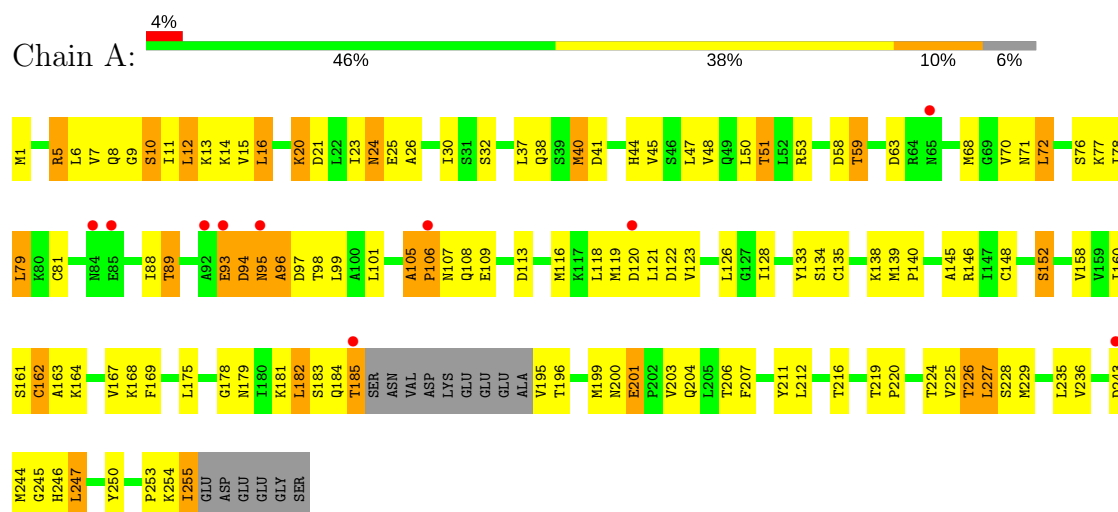 4%
Chain A:
46% 38% 10% 6%
M1 R5 L6 V7 Q8 G9 S10 I11 L12 K13 K14 V15 L16 K20 D21 L22 I23 N24 E25 A26 I30 S31 S32 L37 Q38 S39 M40 D41 H44 V45 S46 L47 V48 Q49 L50 T51 L52 R53 D58 T59 D63 R64 N65 M68 G69 V70 N71 L72 S76 K77 I78
L79 K80 C81 N84 E85 I88 T89 A92 E93 D94 N95 A96 D97 T98 L99 A100 L101 A105 P106 N107 Q108 E109 D113 M116 K117 L118 M119 D120 L121 D122 V123 L126 G127 I128 Y133 S134 C135 K138 M139 P140 A145 R146 I147 C148 S152 V158 V159 I160
S161 C162 A163 K164 V167 K168 F169 L175 G178 N179 I180 K181 L182 S183 Q184 T185 SER ASN VAL ASP LYS GLU GLU GLU ALA V195 T196 M199 N200 E201 P202 V203 Q204 L205 T206 F207 Y211 L212 T216 T219 P220 T224 V225 T226 L227 S228 M229 L235 V236 D243
M244 G245 H246 L247 Y250 P253 K254 I255 GLU ASP GLU GLU GLY SER